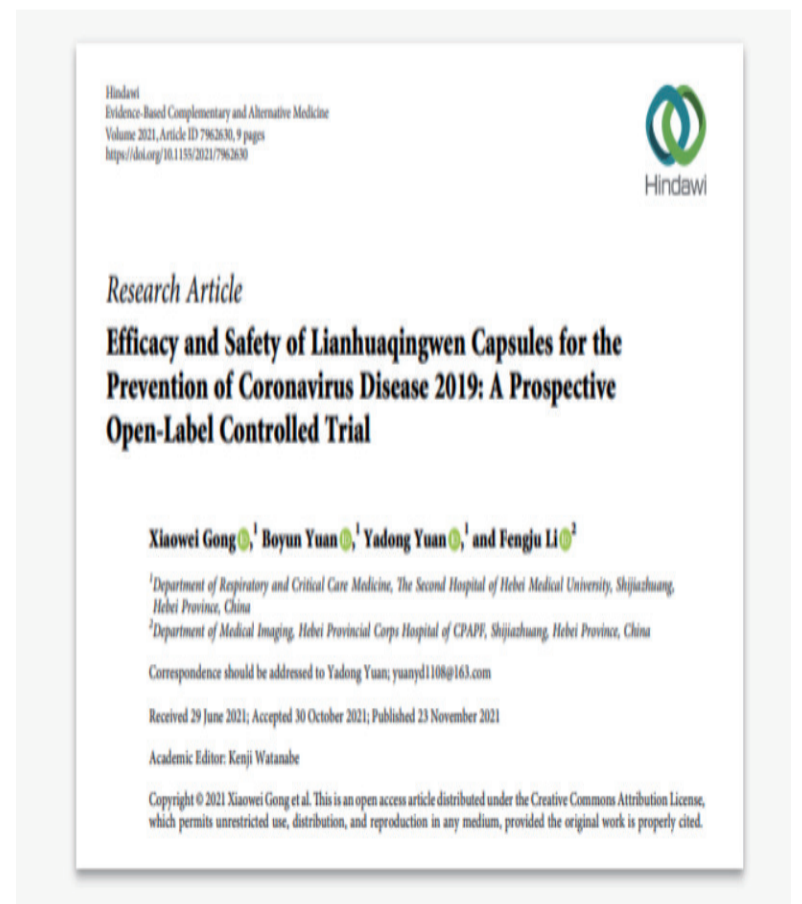 Hindawi
Evidence-Based Complementary and Alternative Medicine
Volume 2021, Article ID 7962630, 9 pages
https://doi.org/10.1155/2021/7962630
Hindawi
Research Article
Efficacy and Safety of Lianhuaqingwen Capsules for the
Prevention of Coronavirus Disease 2019: A Prospective
Open-Label Controlled Trial
Xiaowei Gong,1 Boyun Yuan,1 Yadong Yuan,1 and Fengju Li2
1Department of Respiratory and Critical Care Medicine, The Second Hospital of Hebei Medical University, Shijiazhuang,
Hebei Province, China
2Department of Medical Imaging, Hebei Provincial Corps Hospital of CPAPF, Shijiazhuang, Hebei Province, China
Correspondence should be addressed to Yadong Yuan; yuanyd1108@163.com
Received 29 June 2021; Accepted 30 October 2021; Published 23 November 2021
Academic Editor: Kenji Watanabe
Copyright © 2021 Xiaowei Gong et al. This is an open access article distributed under the Creative Commons Attribution License,
which permits unrestricted use, distribution, and reproduction in any medium, provided the original work is properly cited.